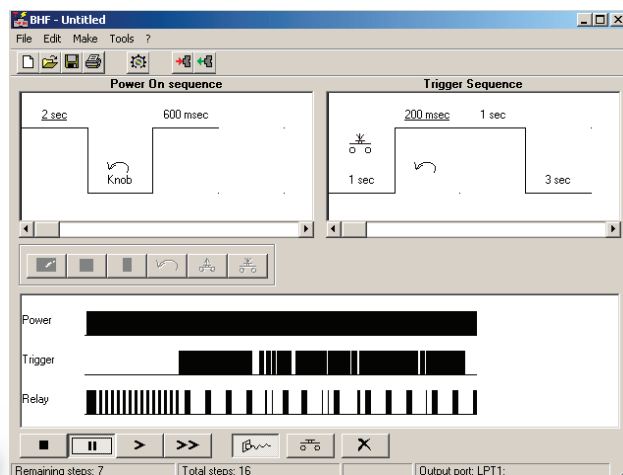 BHF - Untitled
File Edit Make Tools ?
Power On sequence
Trigger Sequence
2 sec 600 msec
Knob
200 msec 1 sec
1 sec 3 sec
Power
Trigger
Relay
> >> X
Remaining steps: 7 Total steps: 16 Output port: LPT1: